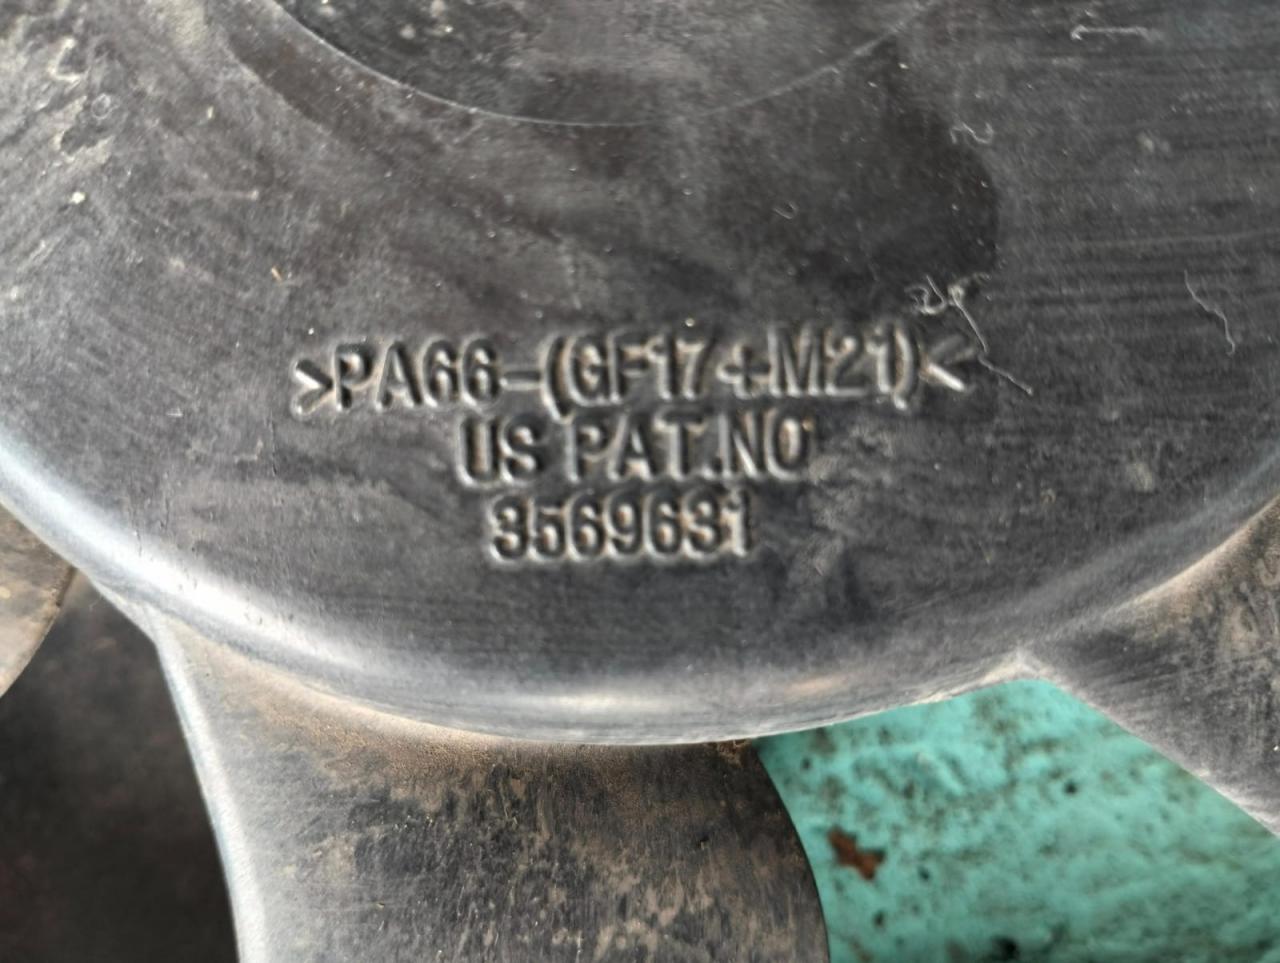 >PA66-(GF17+M21)<
US PAT.NO
3569631